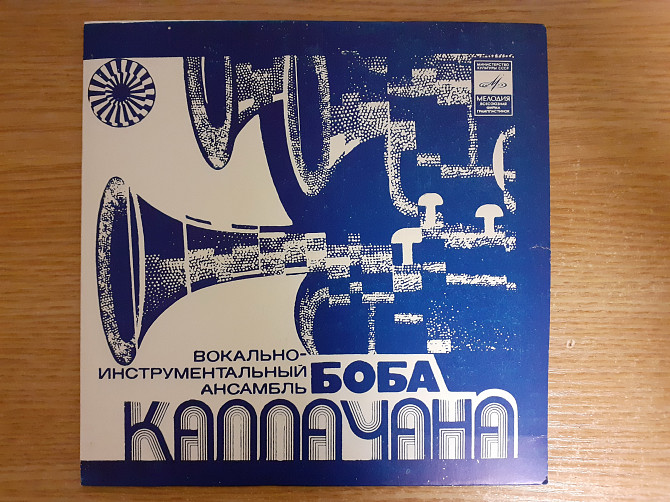 МИНИСТЕРСТВО
КУЛЬТУРЫ СССР
МЕЛОДИЯ
ВСЕСОЮЗНАЯ
ФИРМА
ГРАМПЛАСТИНОК
ВОКАЛЬНО-
ИНСТРУМЕНТАЛЬНЫЙ
АНСАМБЛЬ БОБА
КАЛЛАЧАНА